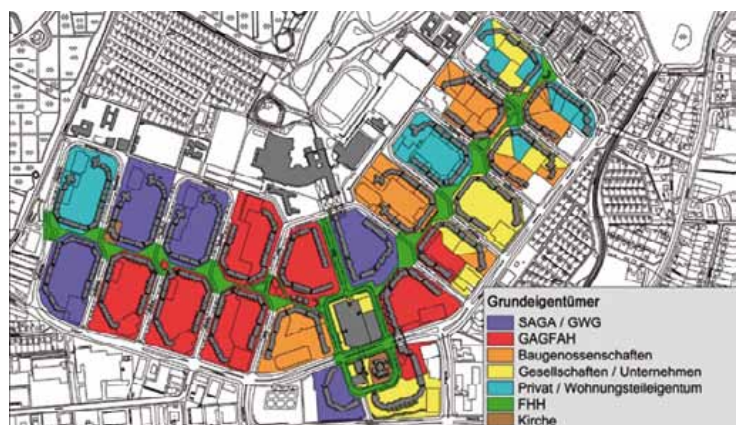 Grundeigentümer
SAGA / GWG
GAGFAH
Baugenossenschaften
Gesellschaften / Unternehmen
Privat / Wohnungsteileigentum
FHH
Kirche